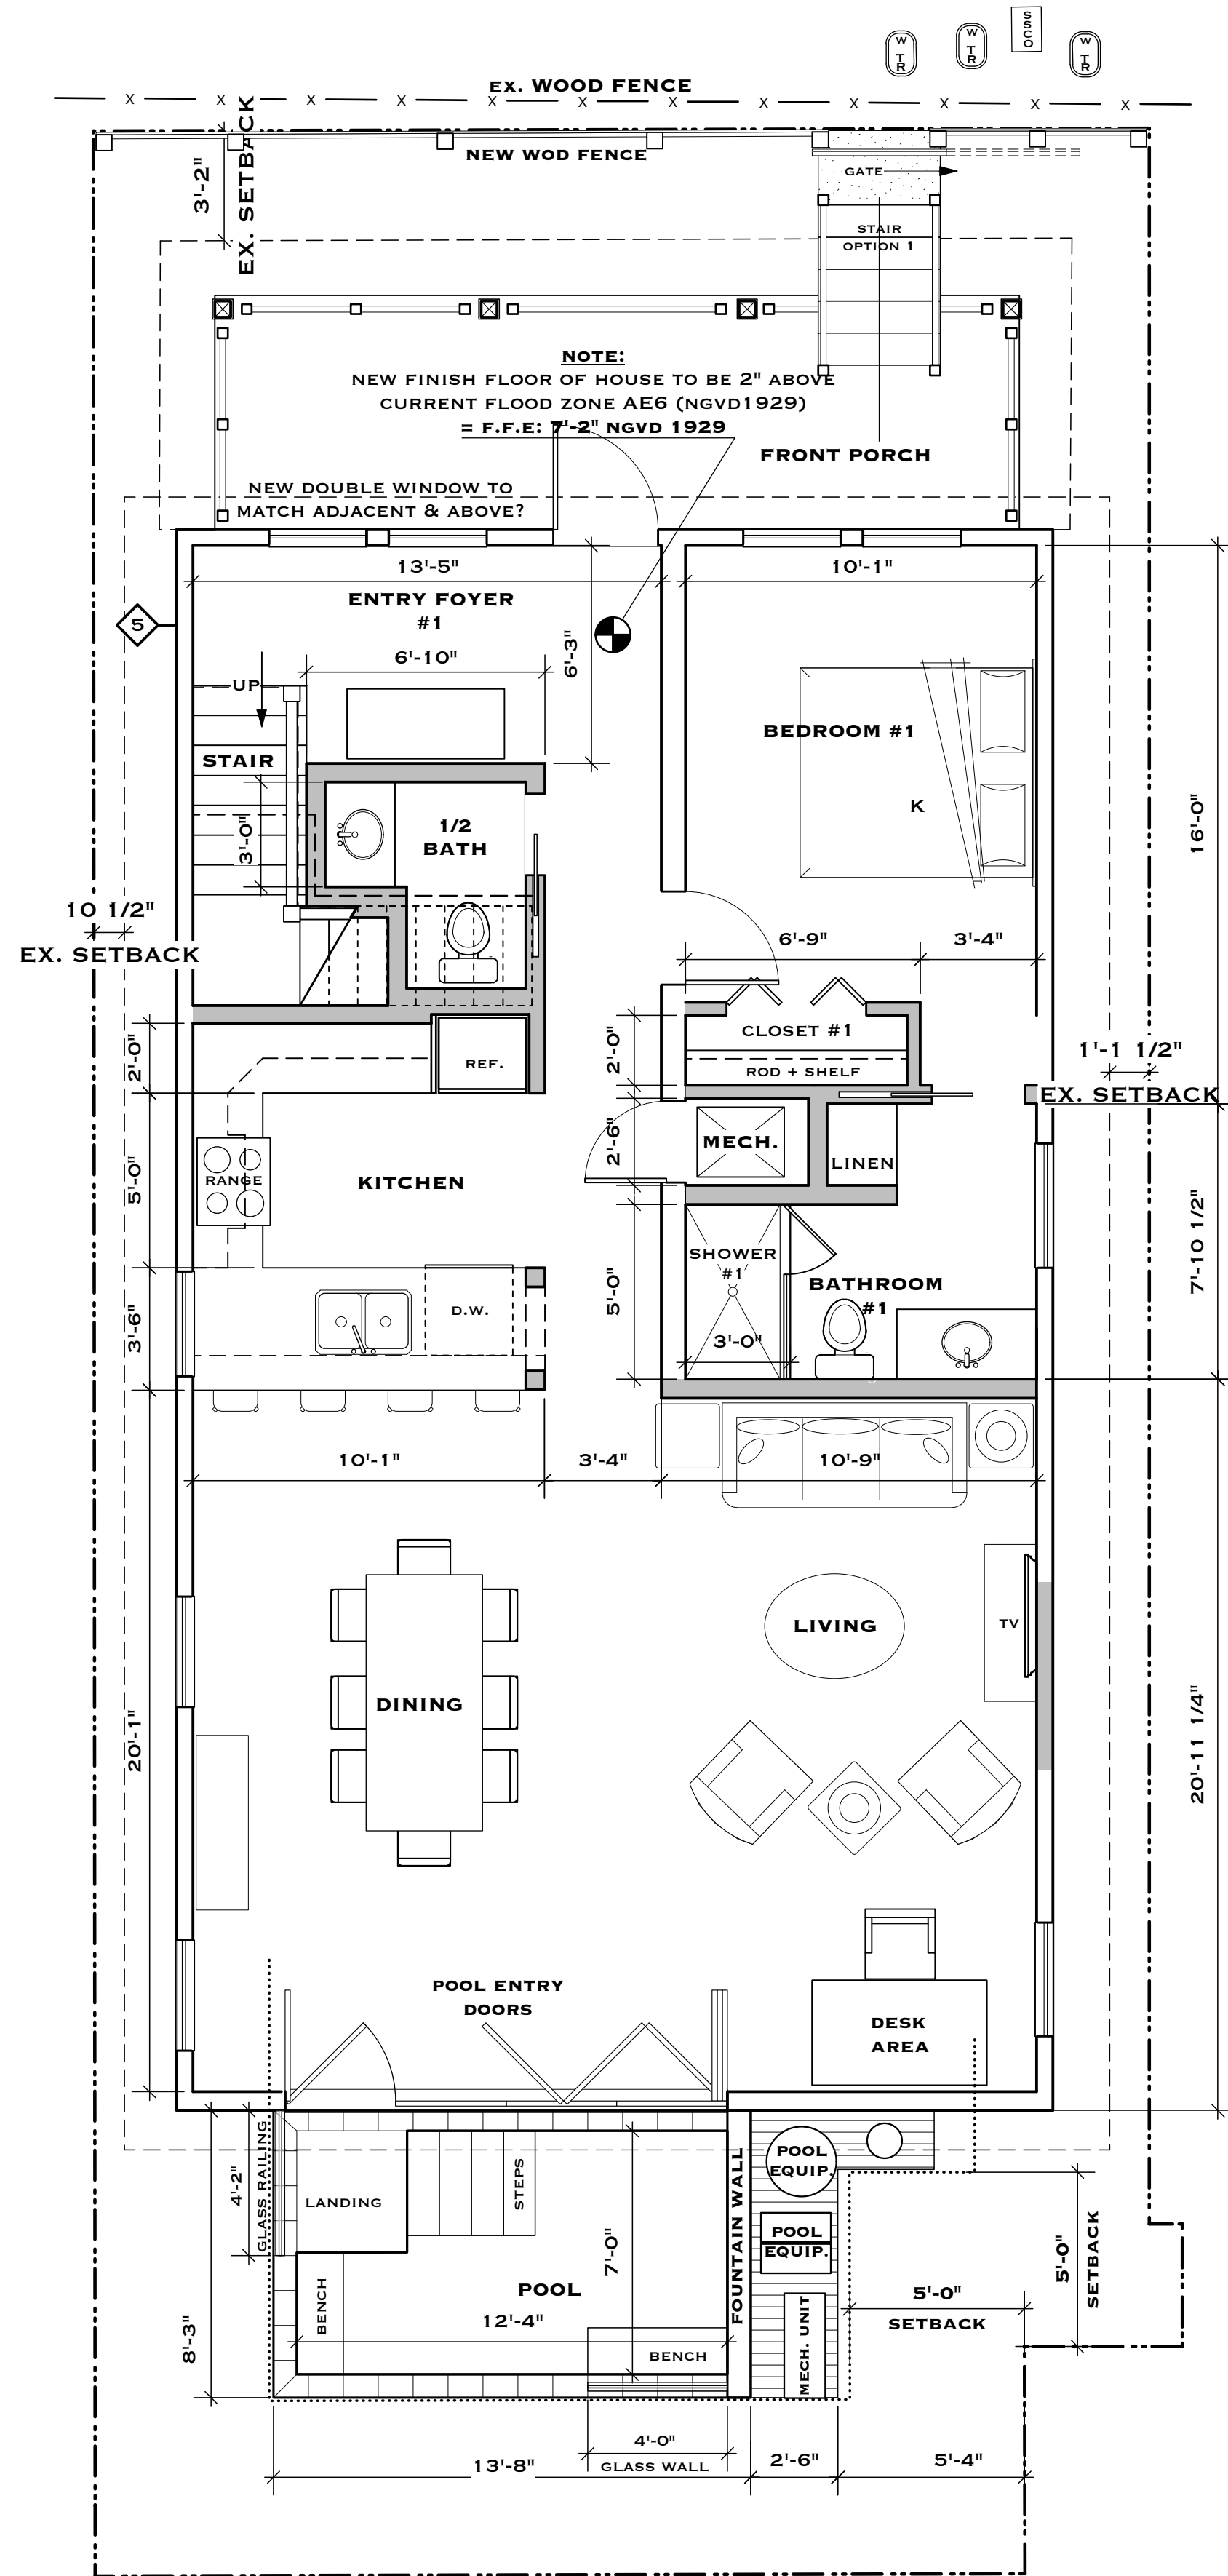 W
TR
W
TR
SSCO
W
TR
EX. WOOD FENCE
X X X X X X X X X X X X
NEW WOD FENCE
3'-2"
EX. SETBACK
GATE
STAIR
OPTION 1
NOTE:
NEW FINISH FLOOR OF HOUSE TO BE 2" ABOVE
CURRENT FLOOD ZONE AE6 (NGVD1929)
= F.F.E: 7'-2" NGVD 1929
FRONT PORCH
NEW DOUBLE WINDOW TO
MATCH ADJACENT & ABOVE?
13'-5"
10'-1"
ENTRY FOYER
#1
5
6'-3"
6'-10"
UP
STAIR
BEDROOM #1
K
16'-0"
1/2
BATH
3'-0"
10 1/2"
EX. SETBACK
6'-9"
3'-4"
2'-0"
REF.
2'-0"
CLOSET #1
ROD + SHELF
1'-1 1/2"
EX. SETBACK
2'-6"
MECH.
LINEN
5'-0"
RANGE
KITCHEN
7'-10 1/2"
SHOWER
#1
BATHROOM
#1
5'-0"
3'-6"
D.W.
3'-0"
10'-1"
3'-4"
10'-9"
LIVING
TV
DINING
20'-1"
20'-11 1/4"
POOL ENTRY
DOORS
DESK
AREA
4'-2"
GLASS RAILING
LANDING
STEPS
7'-0"
FOUNTAIN WALL
POOL
EQUIP.
POOL
EQUIP.
5'-0"
SETBACK
8'-3"
BENCH
POOL
12'-4"
BENCH
MECH. UNIT
5'-0"
SETBACK
4'-0"
GLASS WALL
13'-8"
2'-6"
5'-4"